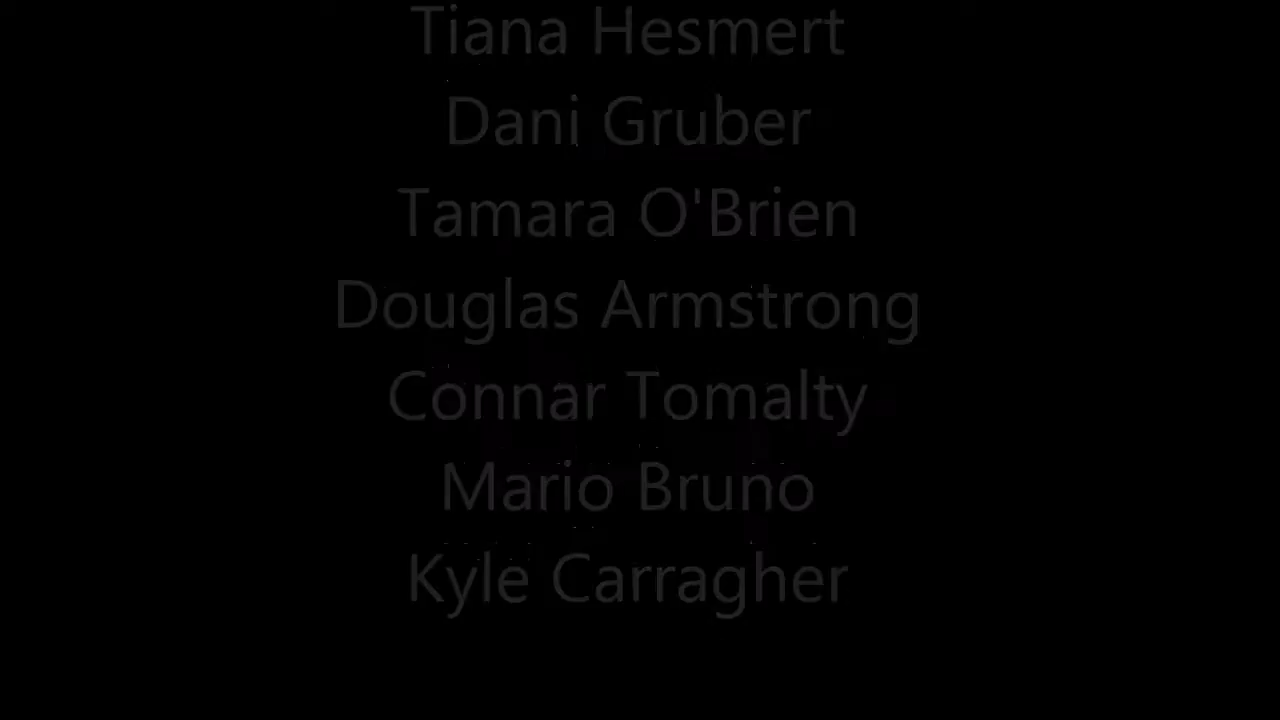 Tiana Hesmert
Dani Gruber
Tamara O'Brien
Douglas Armstrong
Connar Tomalty
Mario Bruno
Kyle Carragher